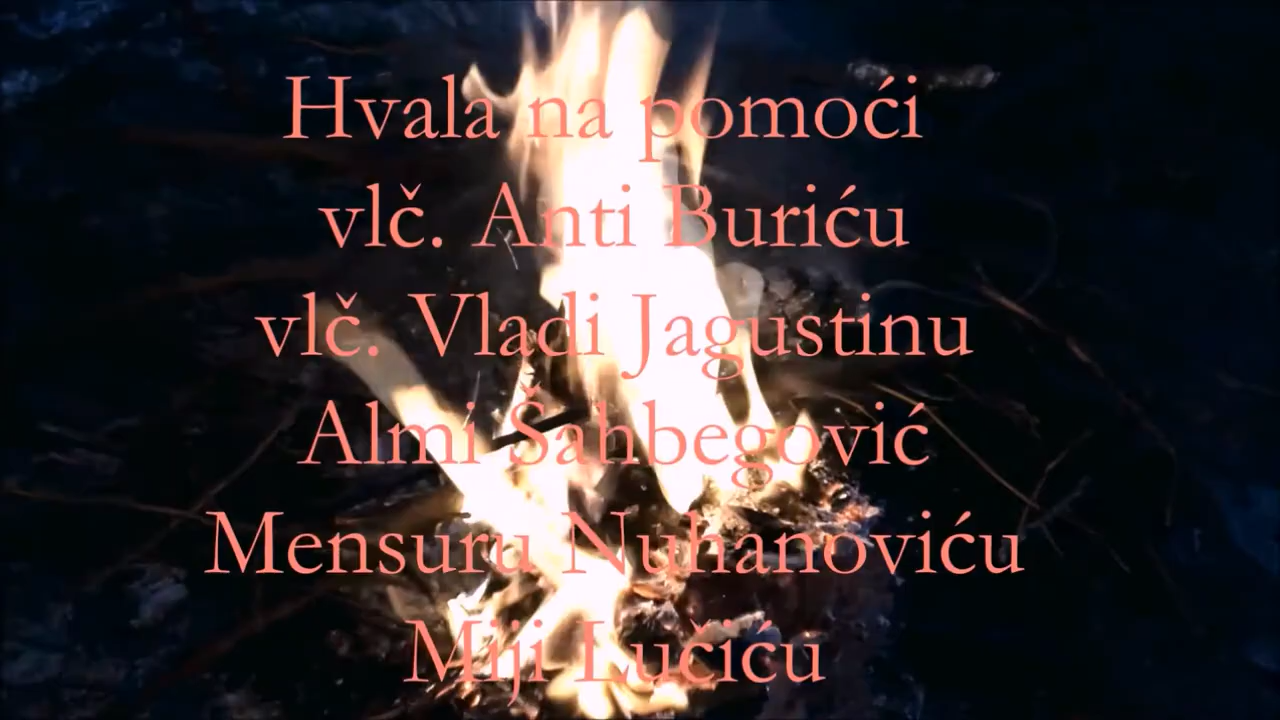 Hvala na pomoći
vlč. Anti Buriću
vlč. Vladi Jagustinu
Almi Šahbegović
Mensuru Nuhanoviću
Miji Lučiću